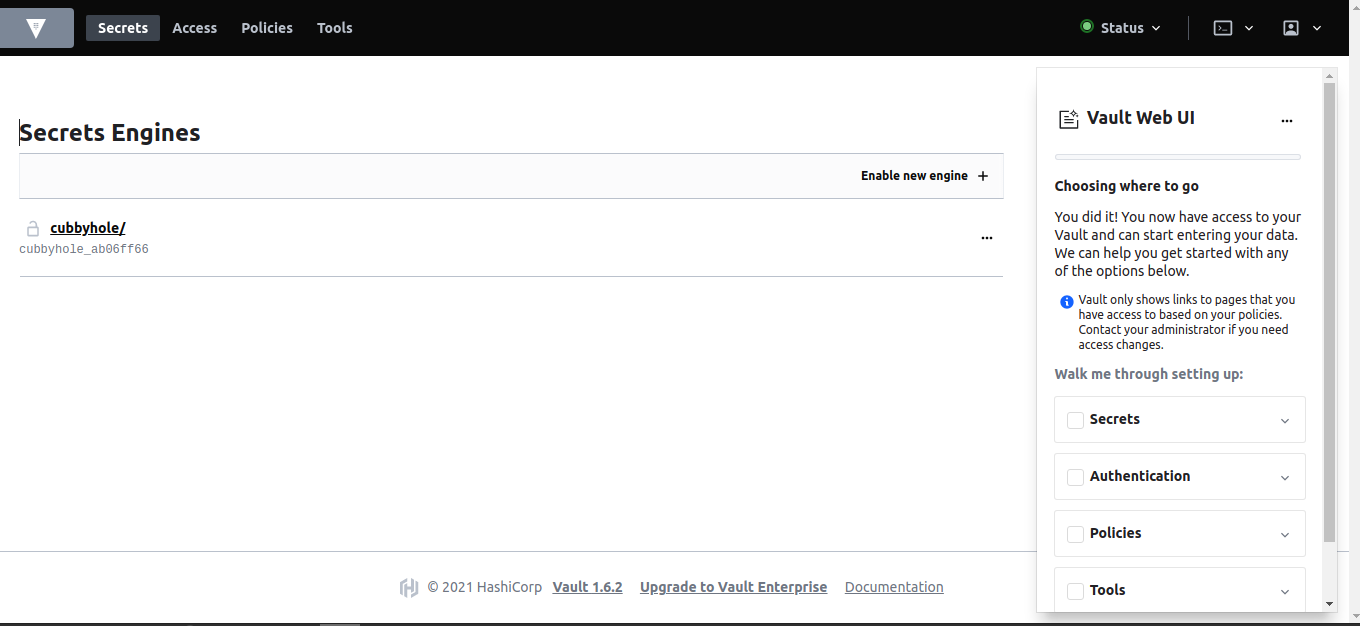 Secrets Access Policies Tools Status
Secrets Engines
Enable new engine +
cubbyhole/
cubbyhole_ab06ff66
Vault Web UI
Choosing where to go
You did it! You now have access to your
Vault and can start entering your data.
We can help you get started with any
of the options below.
Vault only shows links to pages that you
have access to based on your policies.
Contact your administrator if you need
access changes.
Walk me through setting up:
Secrets
Authentication
Policies
Tools
© 2021 HashiCorp Vault 1.6.2 Upgrade to Vault Enterprise Documentation